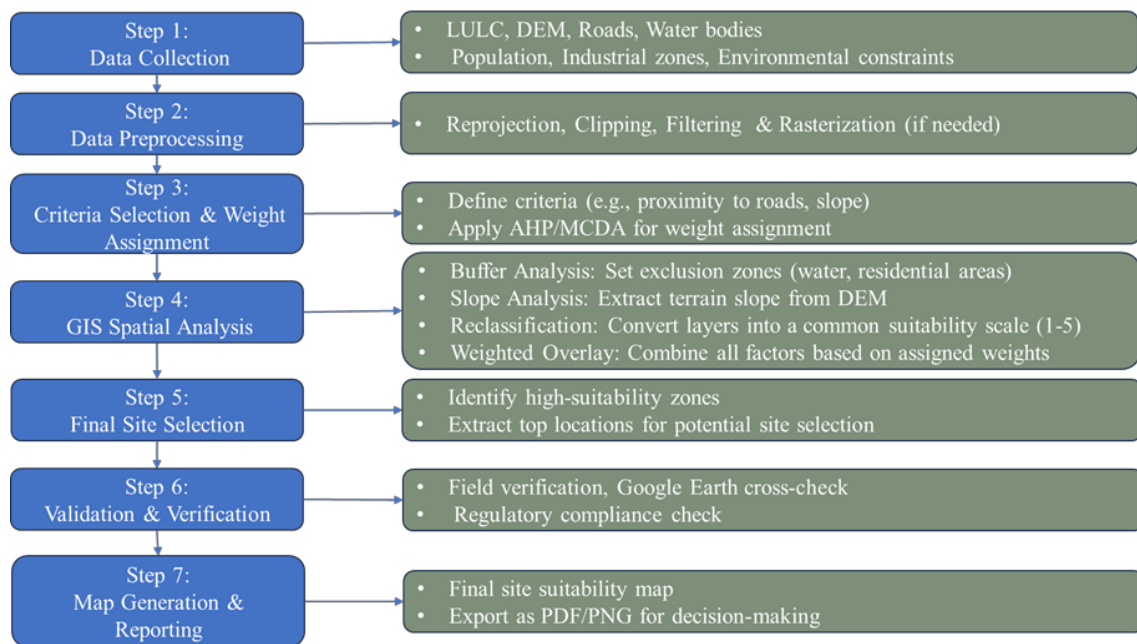 Step 1:
Data Collection
• LULC, DEM, Roads, Water bodies
• Population, Industrial zones, Environmental constraints
Step 2:
Data Preprocessing
• Reprojection, Clipping, Filtering & Rasterization (if needed)
Step 3:
Criteria Selection & Weight
Assignment
• Define criteria (e.g., proximity to roads, slope)
• Apply AHP/MCDA for weight assignment
Step 4:
GIS Spatial Analysis
• Buffer Analysis: Set exclusion zones (water, residential areas)
• Slope Analysis: Extract terrain slope from DEM
• Reclassification: Convert layers into a common suitability scale (1-5)
• Weighted Overlay: Combine all factors based on assigned weights
Step 5:
Final Site Selection
• Identify high-suitability zones
• Extract top locations for potential site selection
Step 6:
Validation & Verification
• Field verification, Google Earth cross-check
• Regulatory compliance check
Step 7:
Map Generation &
Reporting
• Final site suitability map
• Export as PDF/PNG for decision-making